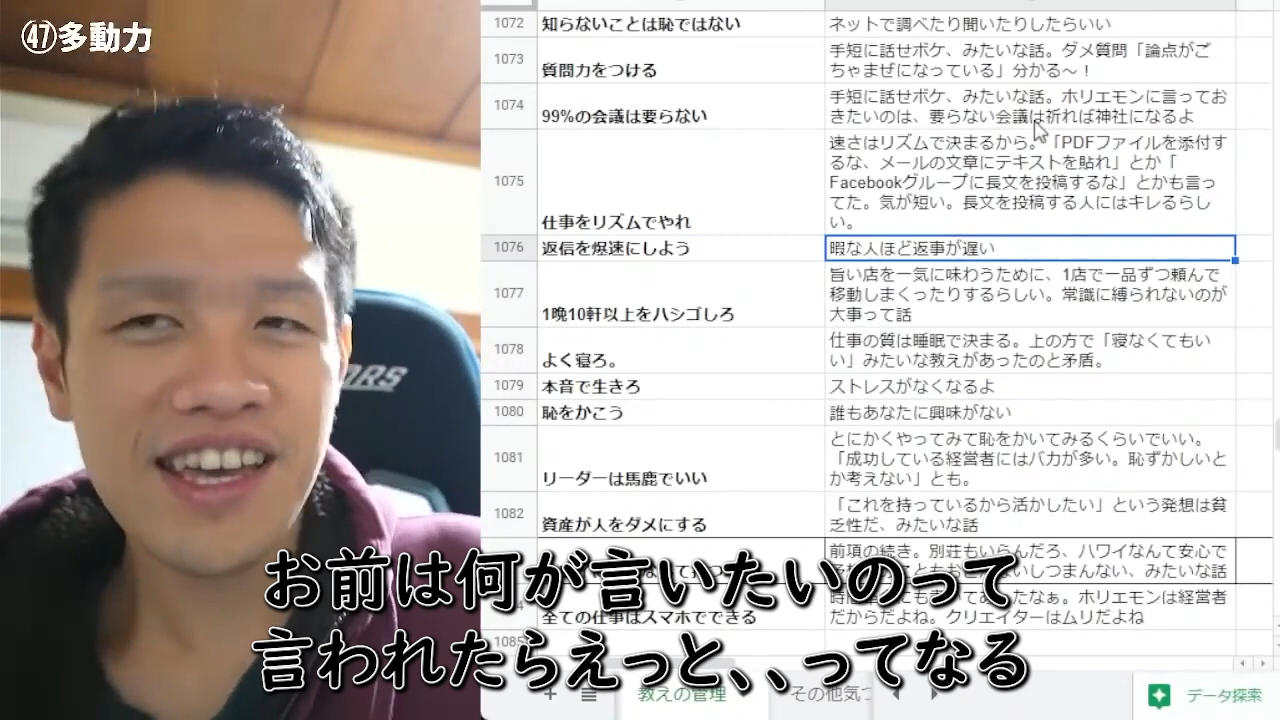 ㊼多動力
1072 知らないことは恥ではない
ネットで調べたり聞いたりしたらいい
1073 質問力をつける
手短に話せボケ、みたいな話。ダメ質問「論点がご
ちゃまぜになっている」分かる〜！
1074 99%の会議は要らない
手短に話せボケ、みたいな話。ホリエモンに言ってお
きたいのは、要らない会議は祈れば神社になるよ
1075 仕事をリズムでやれ
速さはリズムで決まるから。「PDFファイルを添付す
るな、メールの文章にテキストを貼れ」とか「
Facebookグループに長文を投稿するな」とかも言っ
てた。気が短い。長文を投稿する人にはキレるらし
い。
1076 返信を爆速にしよう
暇な人ほど返事が遅い
1077 1晩10軒以上をハシゴしろ
旨い店を一気に味わうために、1店で一品ずつ頼んで
移動しまくったりするらしい。常識に縛られないのが
大事って話
1078 よく寝ろ。
仕事の質は睡眠で決まる。上の方で「寝なくてもい
い」みたいな教えがあったのと矛盾。
1079 本音で生きろ
ストレスがなくなるよ
1080 恥をかこう
誰もあなたに興味がない
1081 リーダーは馬鹿でいい
とにかくやってみて恥をかいてみるくらいでいい。
「成功している経営者にはバカが多い。恥ずかしいと
か考えない」とも。
1082 資産が人をダメにする
「これを持っているから活かしたい」という発想は貧
乏性だ、みたいな話
前項の続き。別荘もいらんだろ、ハワイなんて安心で
しつまんない、みたいな話
全ての仕事はスマホでできる
なぁ。ホリエモンは経営者
だからだよね。クリエイターはムリだよね
1085
お前は何が言いたいのって
言われたらえっと、、ってなる
教えの管理
その他気づ
データ探索